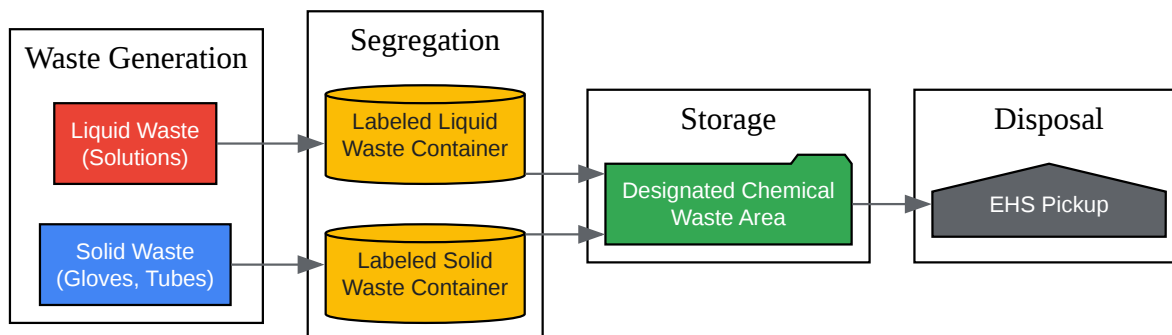 Waste Generation
Liquid Waste
(Solutions)
Solid Waste
(Gloves, Tubes)
Segregation
Labeled Liquid
Waste Container
Labeled Solid
Waste Container
Storage
Designated Chemical
Waste Area
Disposal
EHS Pickup